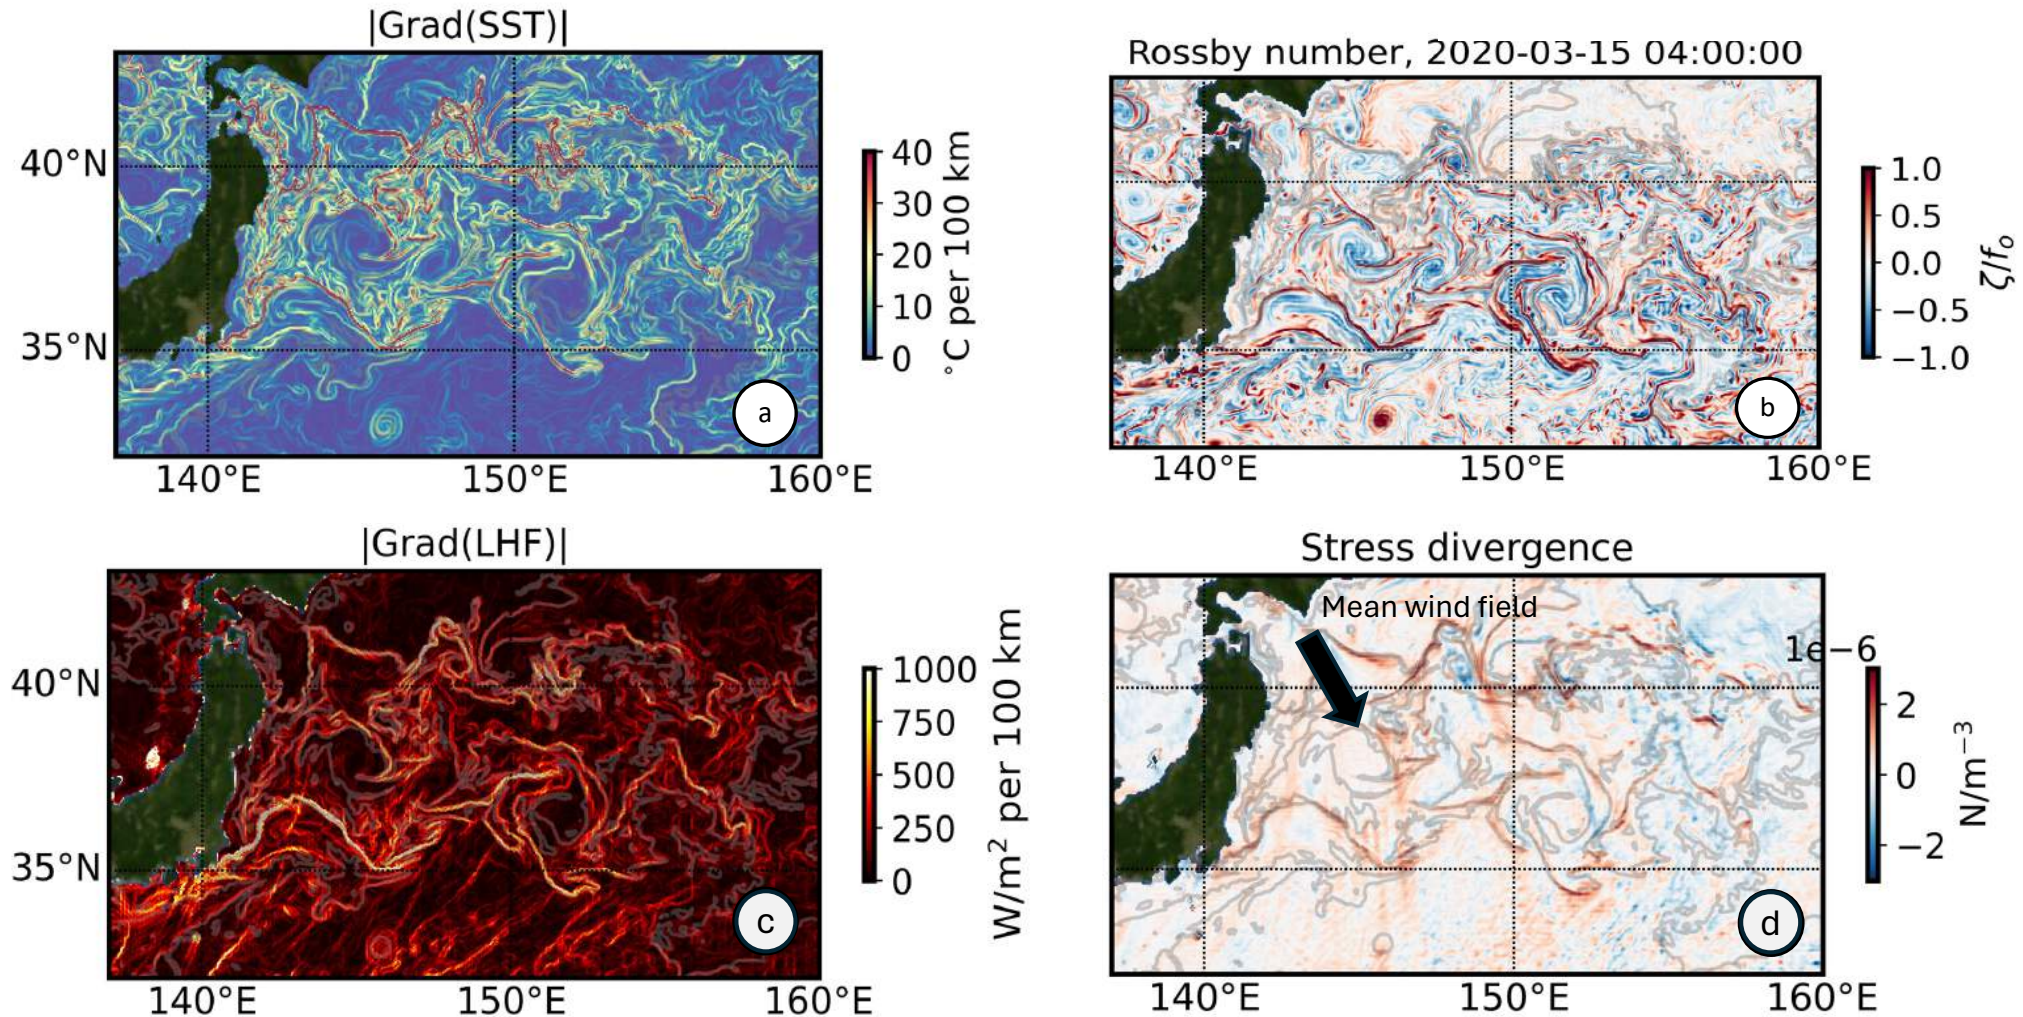 |Grad(SST)|
40°N
35°N
140°E 150°E 160°E
40
30
20
10
0
°C per 100 km
a
Rossby number, 2020-03-15 04:00:00
140°E 150°E 160°E
1.0
0.5
0.0
−0.5
−1.0
ζ/fo
b
|Grad(LHF)|
40°N
35°N
140°E 150°E 160°E
1000
750
500
250
0
W/m² per 100 km
c
Stress divergence
Mean wind field
140°E 150°E 160°E
1e−6
2
0
−2
N/m⁻³
d